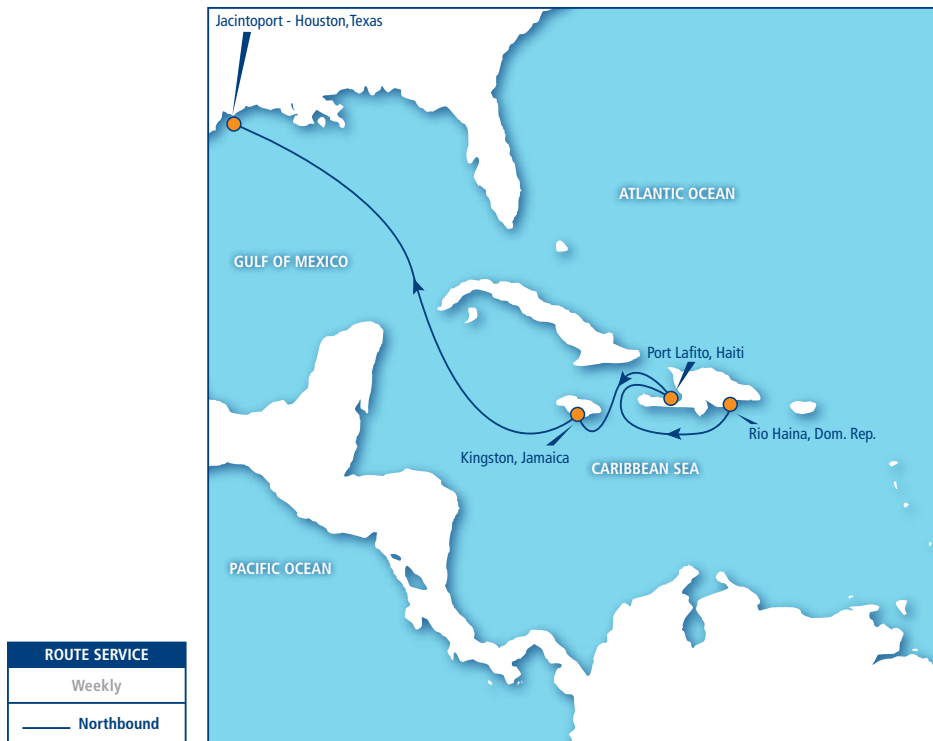 Jacintoport - Houston,Texas
ATLANTIC OCEAN
GULF OF MEXICO
Port Lafito, Haiti
Rio Haina, Dom. Rep.
Kingston, Jamaica
CARIBBEAN SEA
PACIFIC OCEAN
ROUTE SERVICE
Weekly
Northbound